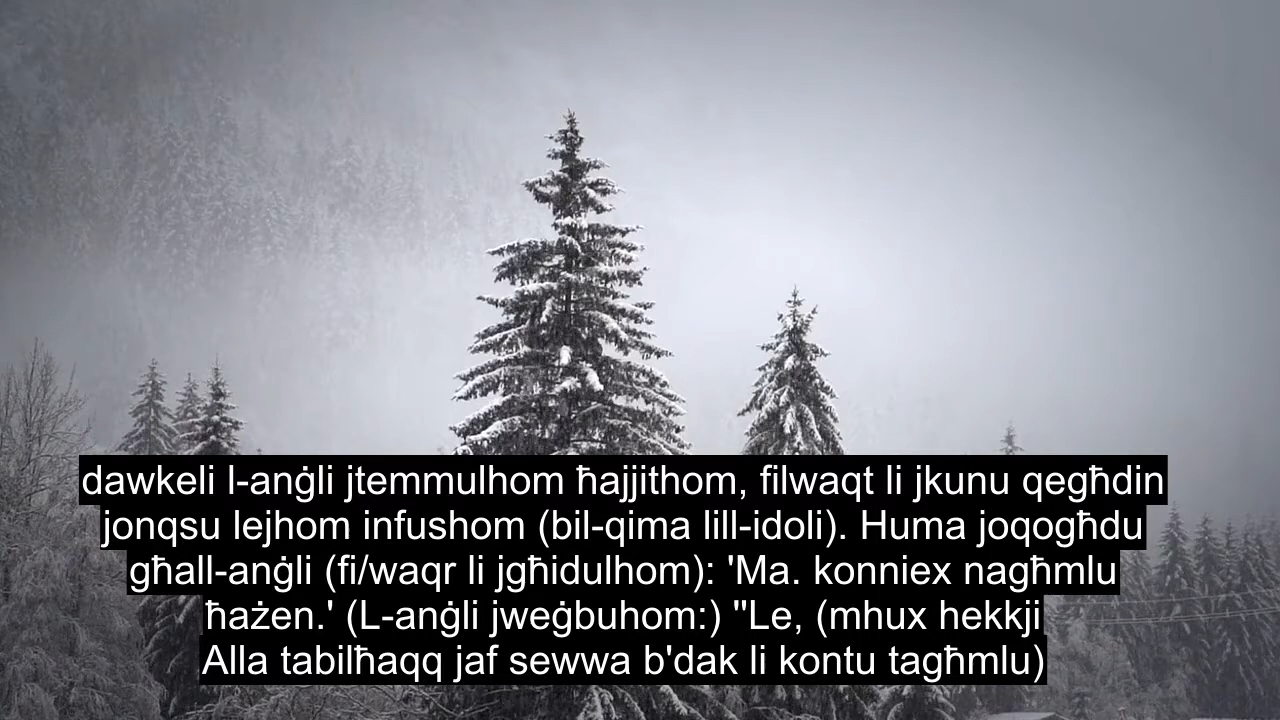 dawkeli l-anġli jtemmulhom ħajjithom, filwaqt li jkunu qegħdin
jonqsu lejhom infushom (bil-qima lill-idoli). Huma joqogħdu
għall-anġli (fi/waqr li jgħidulhom): 'Ma. konniex nagħmlu
ħażen.' (L-anġli jweġbuhom:) "Le, (mhux hekkji
Alla tabilħaqq jaf sewwa b'dak li kontu tagħmlu)